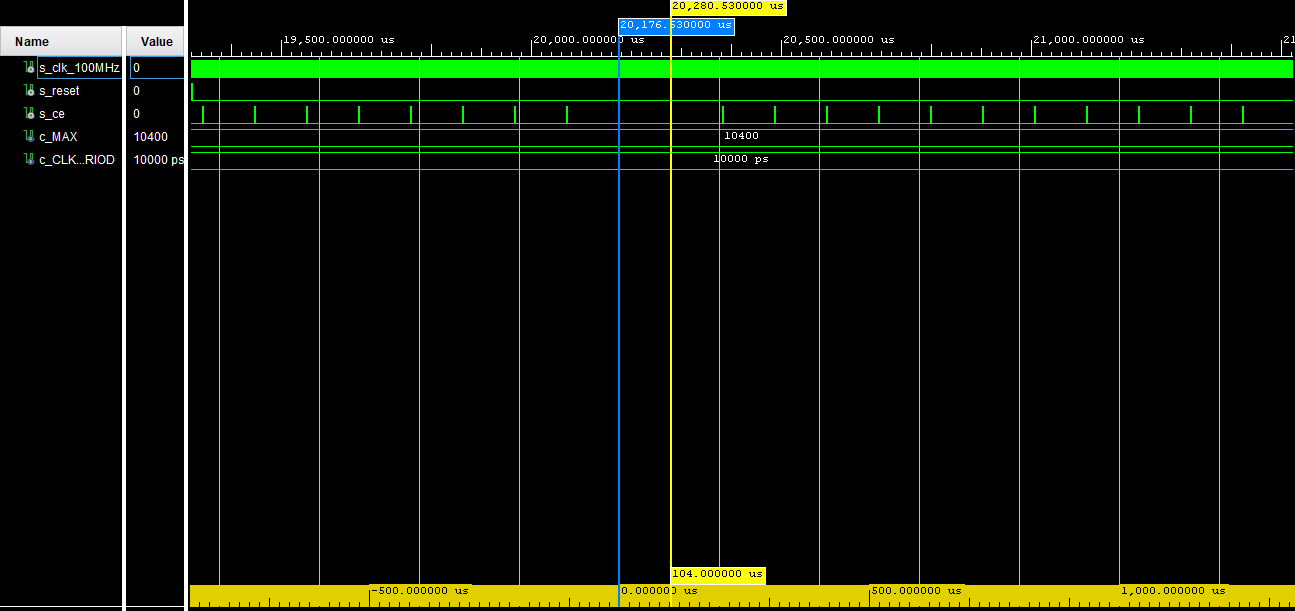 20,280.530000 us
20,176.530000 us
Name Value
19,500.000000 us 20,000.000000 us 20,500.000000 us 21,000.000000 us 21
s_clk_100MHz 0
s_reset 0
s_ce 0
c_MAX 10400 10400
c_CLK...RIOD 10000 ps 10000 ps
104.000000 us
-500.000000 us 0.000000 us 500.000000 us 1,000.000000 us